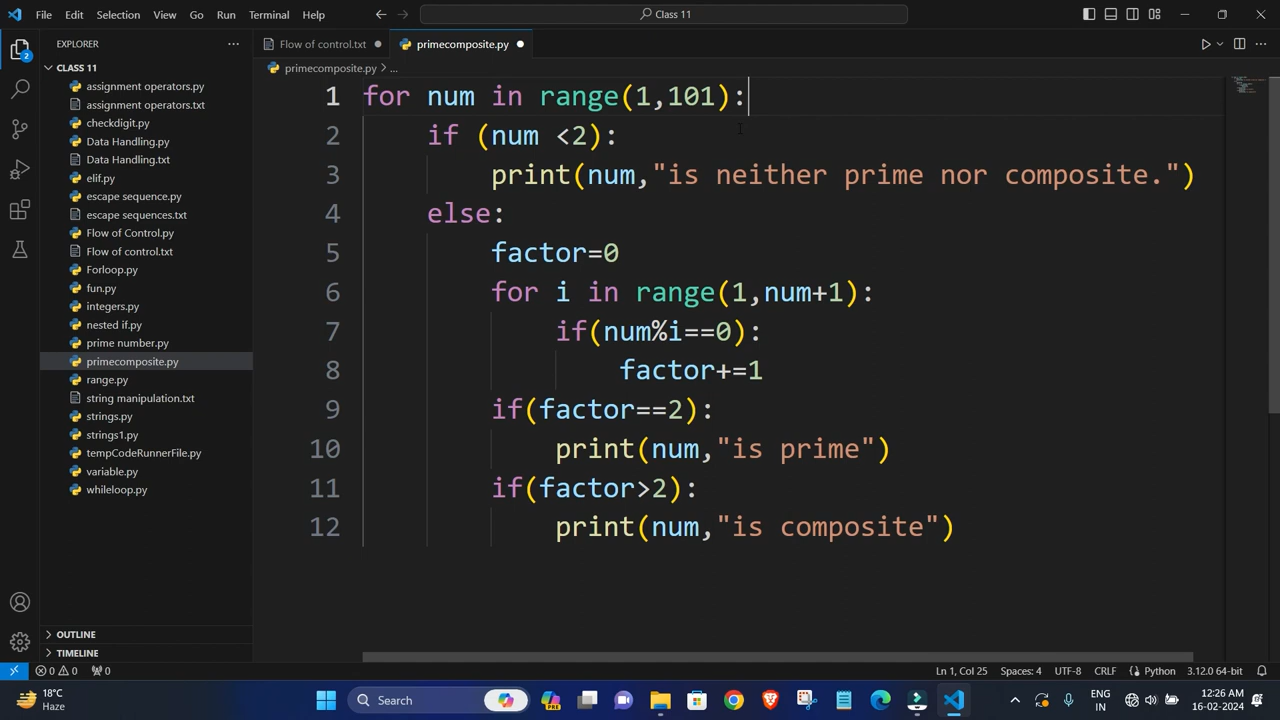 File Edit Selection View Go Run Terminal Help
Class 11
EXPLORER
Flow of control.txt
primecomposite.py
CLASS 11
primecomposite.py > ...
assignment operators.py
assignment operators.txt
checkdigit.py
Data Handling.py
Data Handling.txt
elif.py
escape sequence.py
escape sequences.txt
Flow of Control.py
Flow of control.txt
Forloop.py
fun.py
integers.py
nested if.py
prime number.py
primecomposite.py
range.py
string manipulation.txt
strings.py
strings1.py
tempCodeRunnerFile.py
variable.py
whileloop.py
OUTLINE
TIMELINE
2
1 for num in range(1,101):
2 if (num <2):
3 print(num,"is neither prime nor composite.")
4 else:
5 factor=0
6 for i in range(1,num+1):
7 if(num%i==0):
8 factor+=1
9 if(factor==2):
10 print(num,"is prime")
11 if(factor>2):
12 print(num,"is composite")
0 0 0
Ln 1, Col 25 Spaces: 4 UTF-8 CRLF Python 3.12.0 64-bit
18°C
Haze
Search
PRE
ENG
IN
12:26 AM
16-02-2024